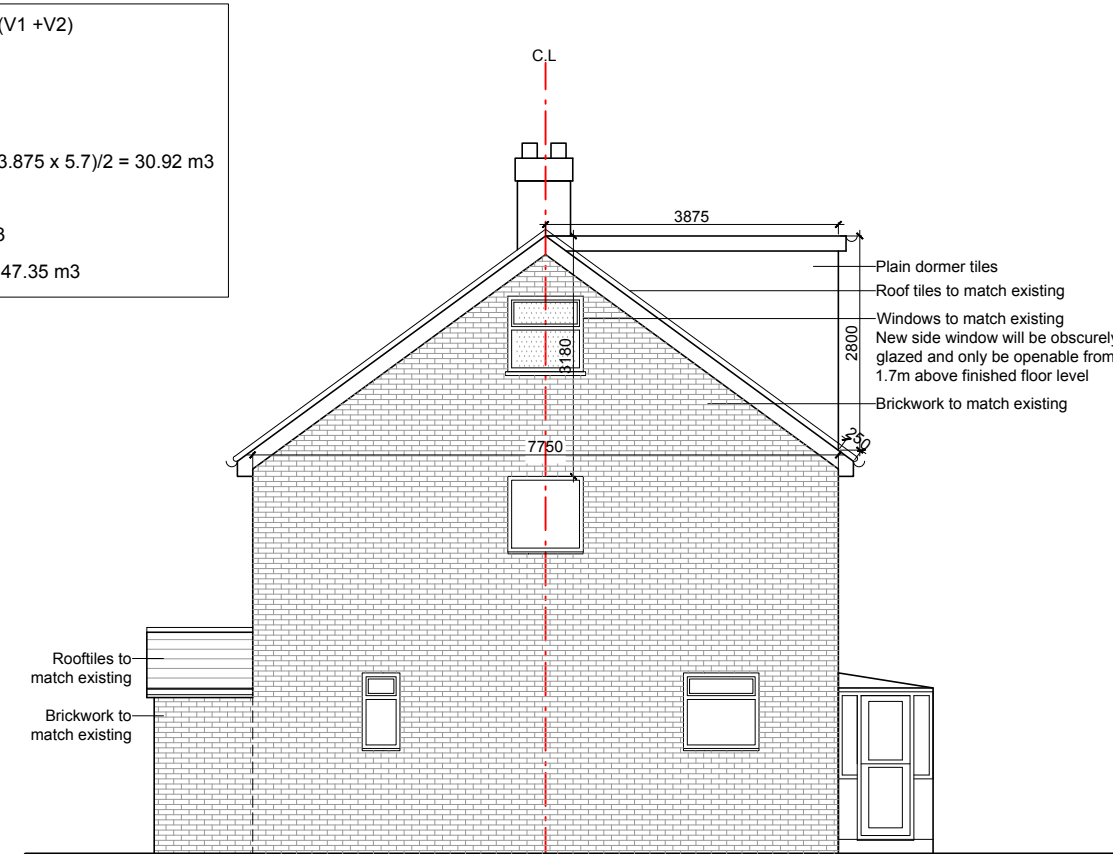 (V1 +V2)
3.875 x 5.7)/2 = 30.92 m3
3
47.35 m3
C.L
3875
Plain dormer tiles
Roof tiles to match existing
Windows to match existing
New side window will be obscurely
glazed and only be openable from
1.7m above finished floor level
Brickwork to match existing
3180
2800
250
7750
Rooftiles to
match existing
Brickwork to
match existing